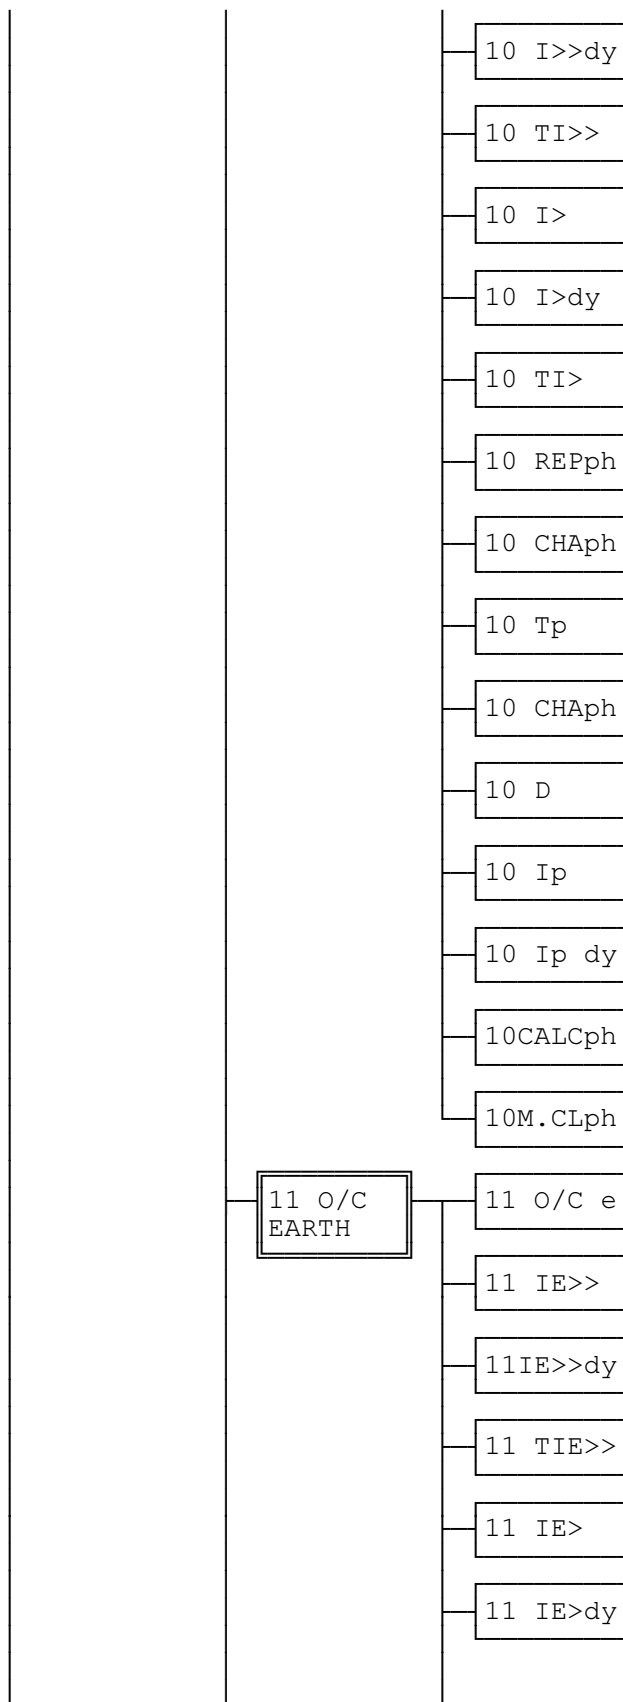 10 I>>dy
10 TI>>
10 I>
10 I>dy
10 TI>
10 REPph
10 CHAph
10 Tp
10 CHAph
10 D
10 Ip
10 Ip dy
10CALCph
10M.CLph
11 O/C
EARTH
11 O/C e
11 IE>>
11IE>>dy
11 TIE>>
11 IE>
11 IE>dy